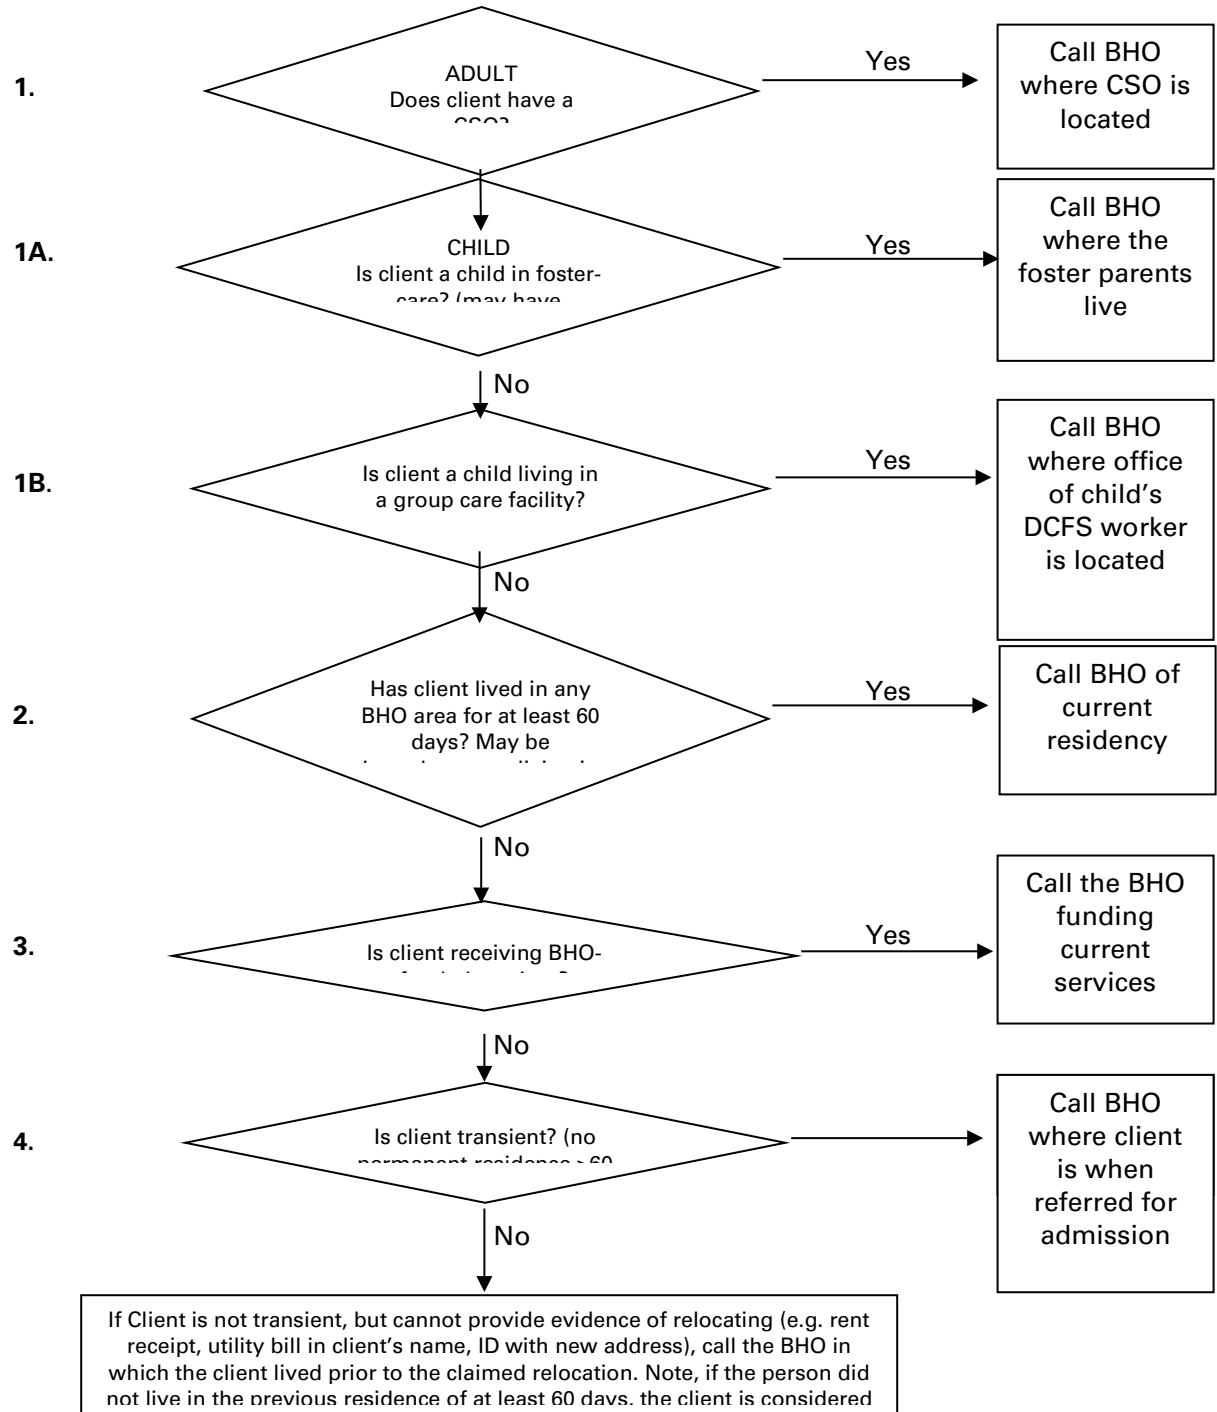 1.
ADULT
Does client have a
CSO?
Yes
Call BHO
where CSO is
located
1A.
CHILD
Is client a child in foster-
care? (may have
Yes
Call BHO
where the
foster parents
live
No
1B.
Is client a child living in
a group care facility?
Yes
Call BHO
where office
of child's
DCFS worker
is located
No
2.
Has client lived in any
BHO area for at least 60
days? May be
Yes
Call BHO of
current
residency
No
3.
Is client receiving BHO-
Yes
Call the BHO
funding
current
services
No
4.
Is client transient? (no
permanent residence >60
Call BHO
where client
is when
referred for
admission
No
If Client is not transient, but cannot provide evidence of relocating (e.g. rent
receipt, utility bill in client's name, ID with new address), call the BHO in
which the client lived prior to the claimed relocation. Note, if the person did
not live in the previous residence of at least 60 days, the client is considered